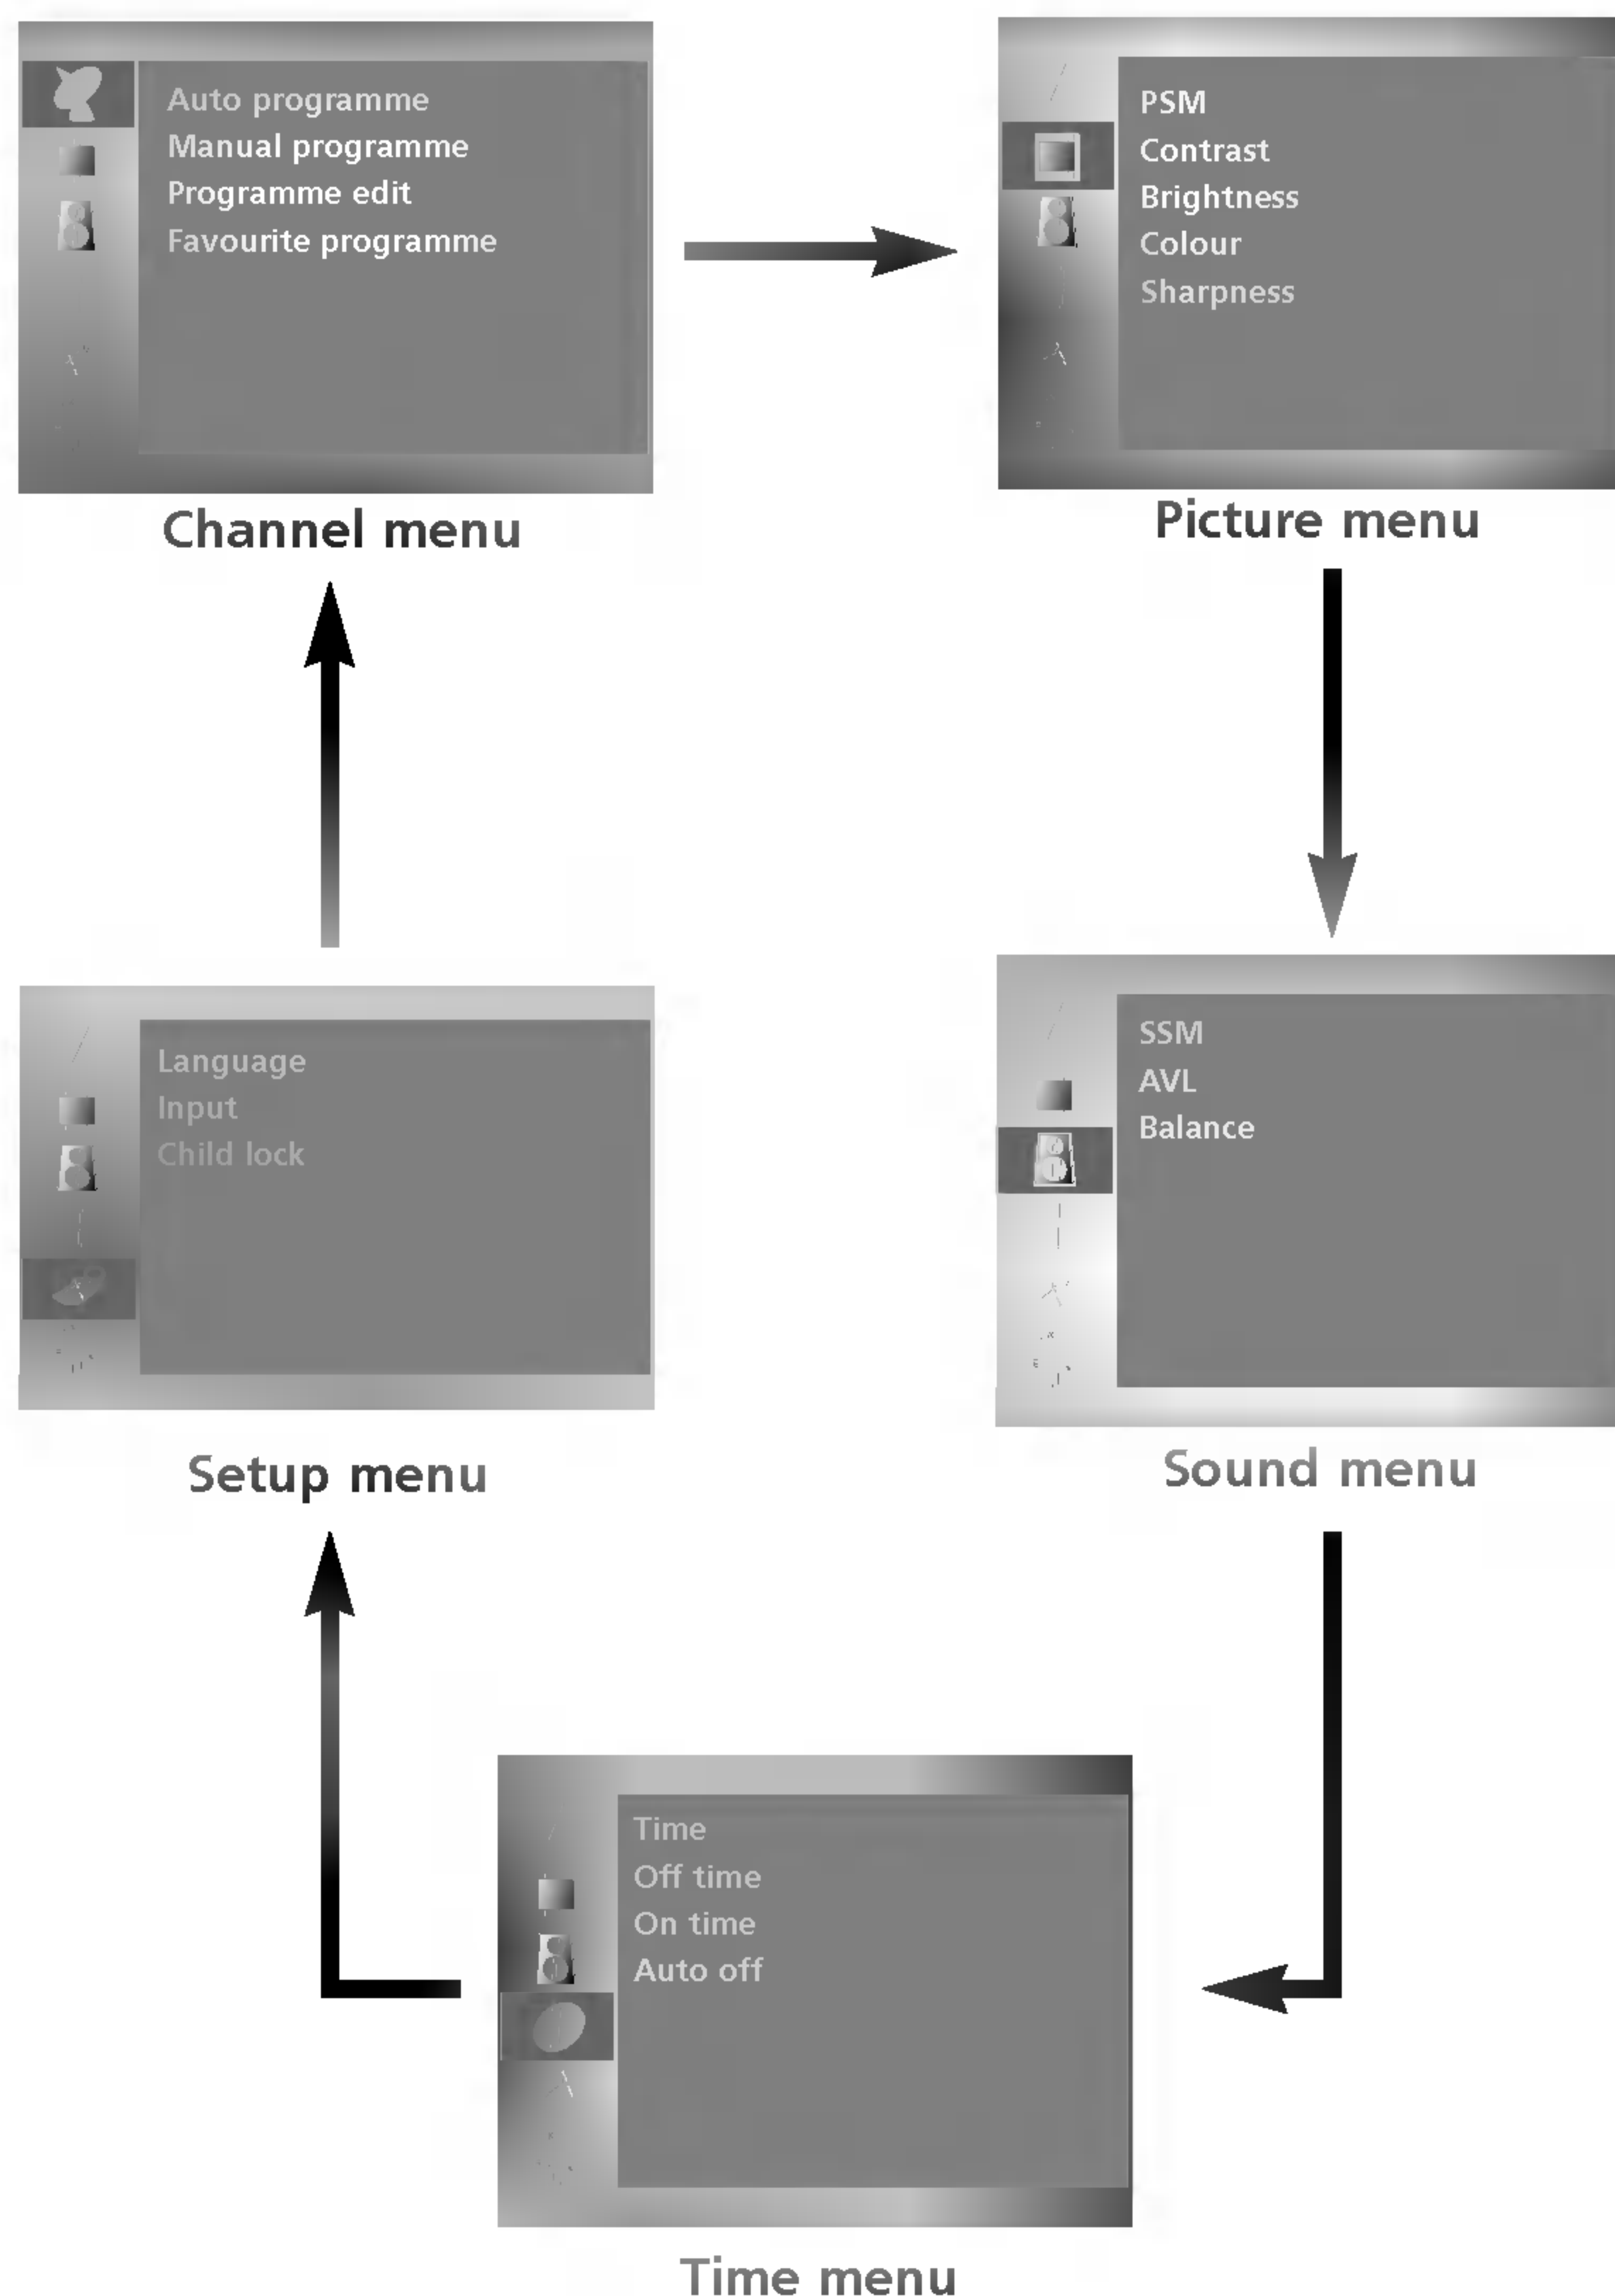 Auto programme
Manual programme
Programme edit
Favourite programme
Channel menu
PSM
Contrast
Brightness
Colour
Sharpness
Picture menu
Language
Input
Child lock
Setup menu
SSM
AVL
Balance
Sound menu
Time
Off time
On time
Auto off
Time menu